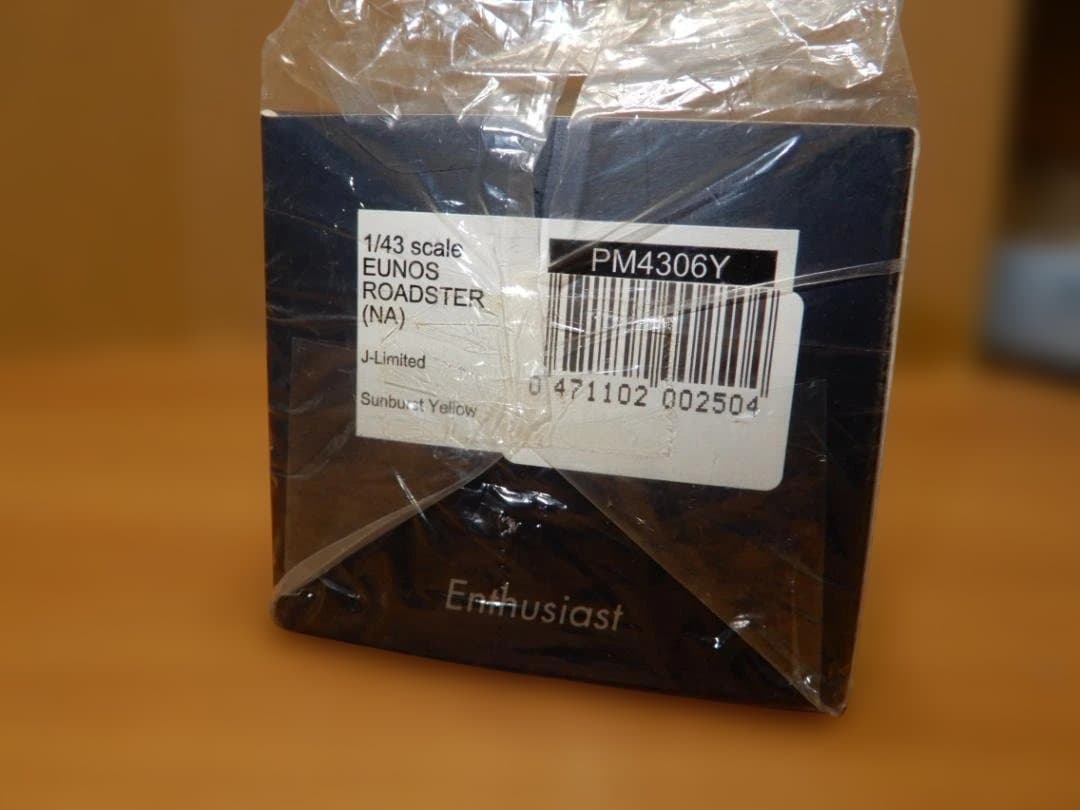 1/43 scale
EUNOS
ROADSTER
(NA)
J-Limited
Sunburst Yellow
PM4306Y
0 471102 002504
Enthusiast